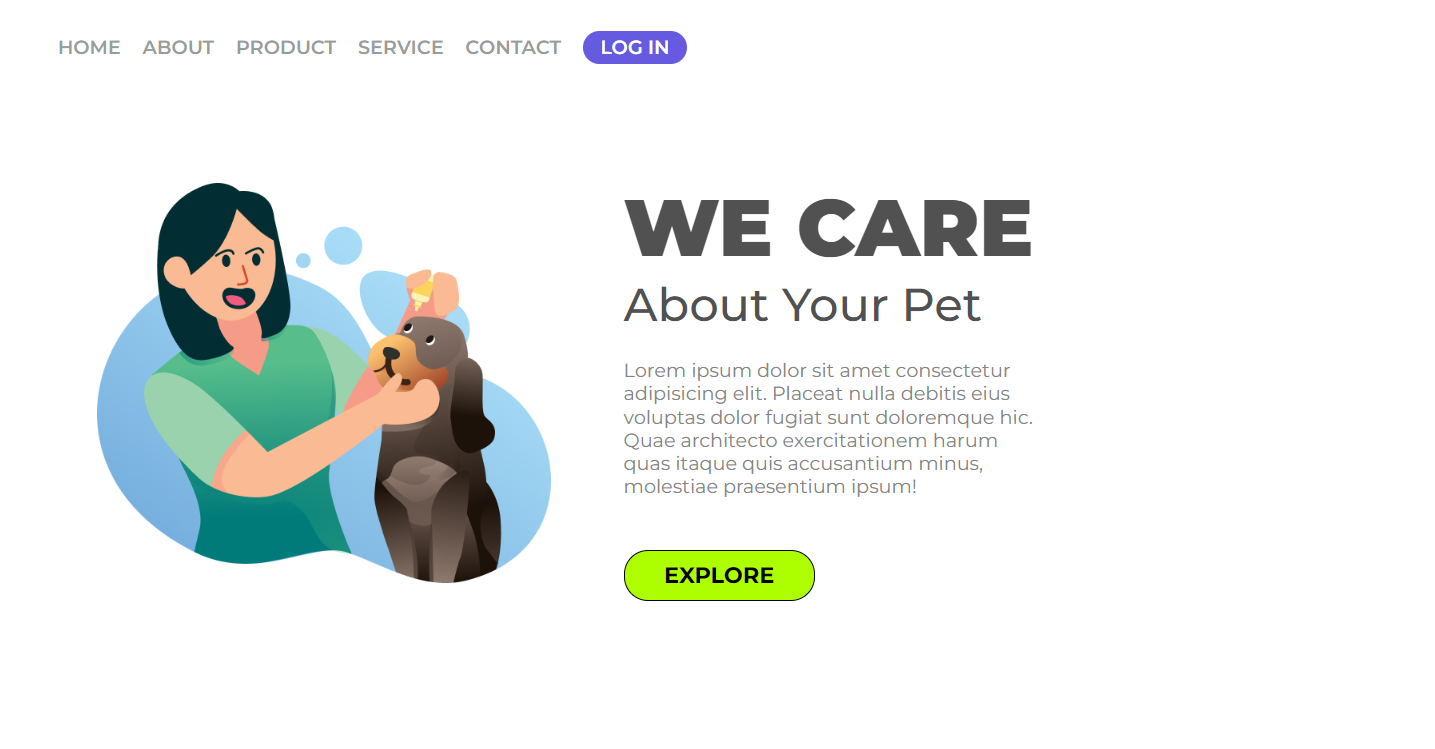 HOME ABOUT PRODUCT SERVICE CONTACT LOG IN
WE CARE
About Your Pet
Lorem ipsum dolor sit amet consectetur
adipisicing elit. Placeat nulla debitis eius
voluptas dolor fugiat sunt doloremque hic.
Quae architecto exercitationem harum
quas itaque quis accusantium minus,
molestiae praesentium ipsum!
EXPLORE